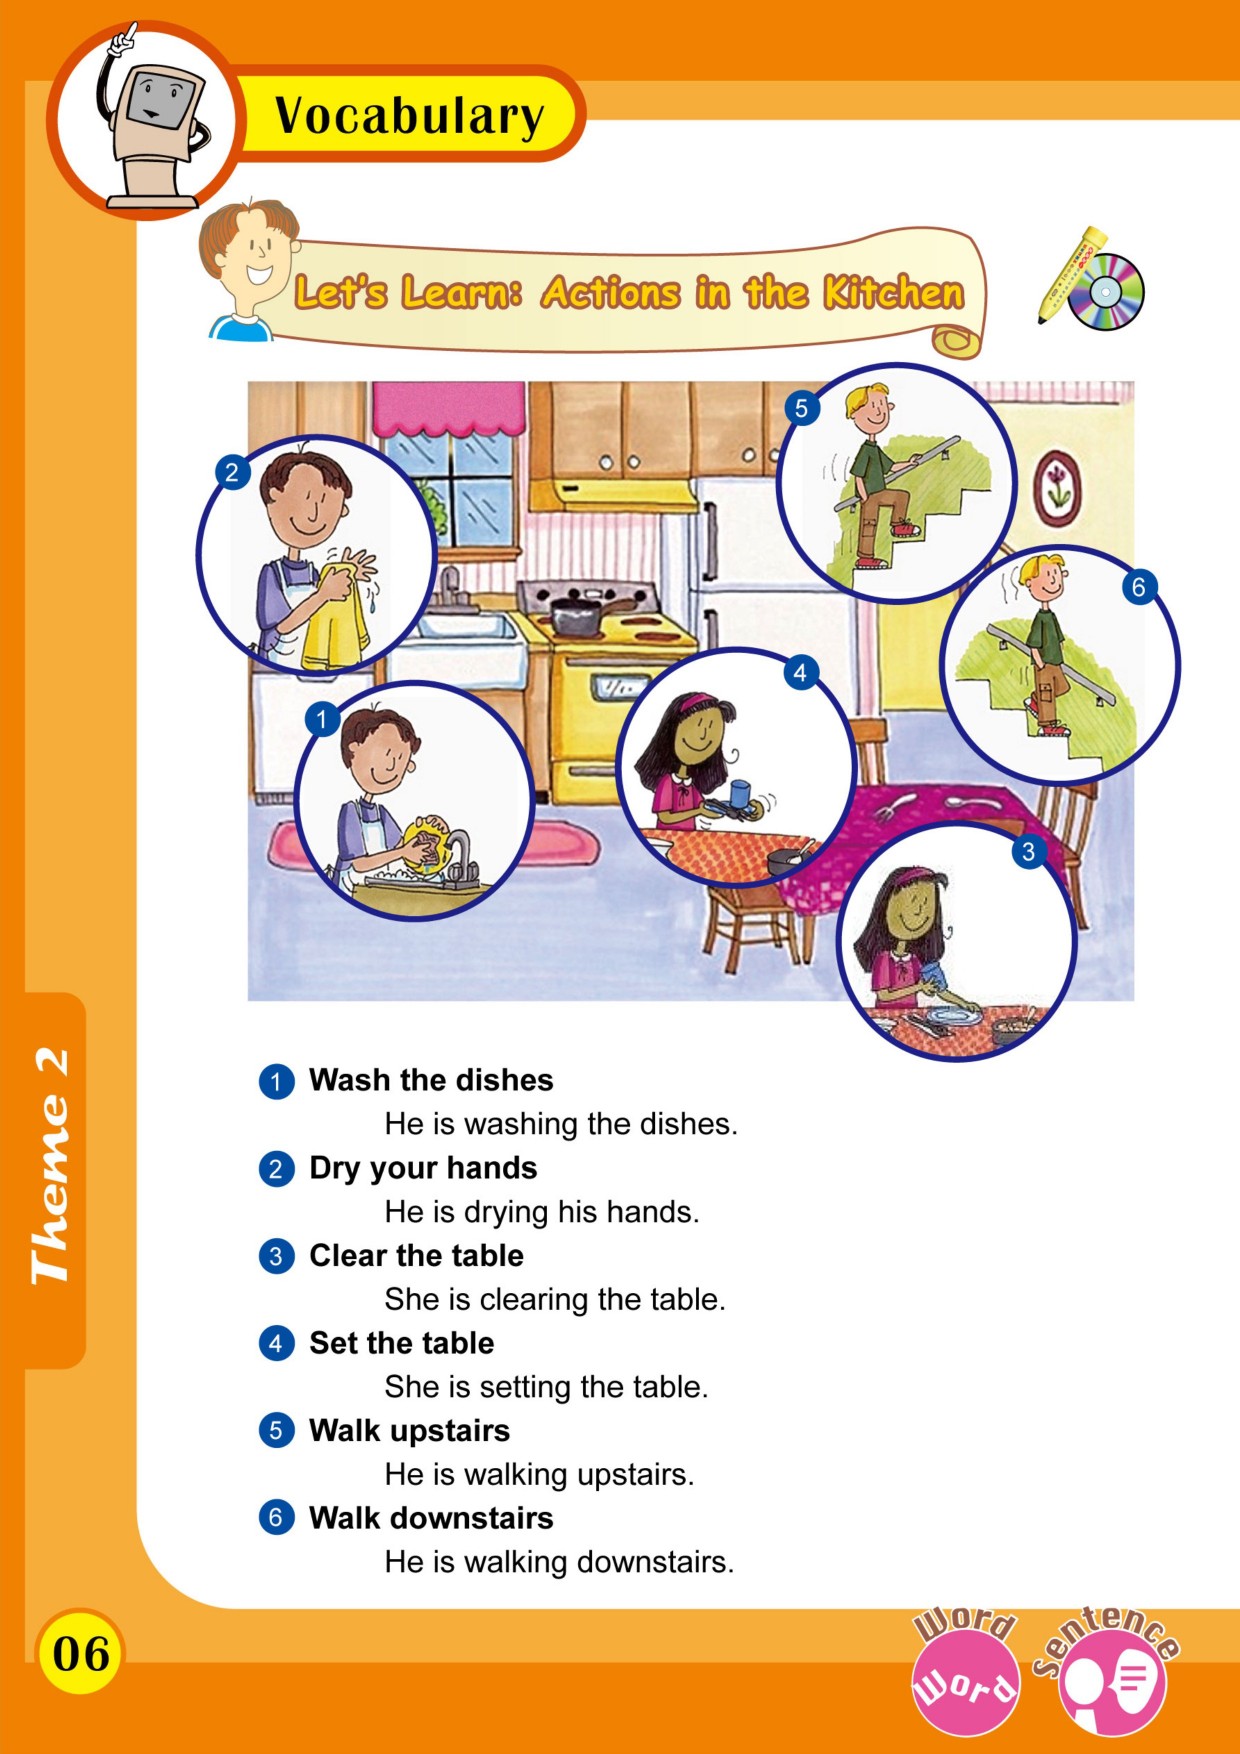 Vocabulary
Let's Learn: Actions in the Kitchen
5
2
6
4
1
3
1 Wash the dishes
He is washing the dishes.
2 Dry your hands
He is drying his hands.
3 Clear the table
She is clearing the table.
4 Set the table
She is setting the table.
5 Walk upstairs
He is walking upstairs.
6 Walk downstairs
He is walking downstairs.
Theme 2
06
Word
Word
Sentence